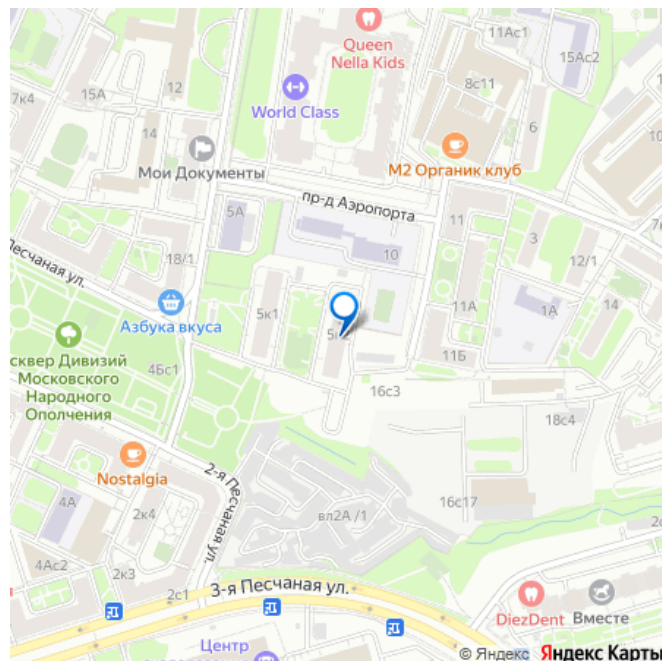 Queen
Nella Kids
11Ас1
15Ас2
12
7к4
15А
8с11
World Class
6
14
Мои Документы
М2 Органик клуб
10
пр-д Аэропорта
5А
11
3
Песчаная ул.
18/1
10
12/1
Азбука вкуса
5к1
11А
1А
14
сквер Дивизий
Московского
Народного
Ополчения
4Бс1
11Б
16с3
18с4
Nostalgia
2-я Песчаная ул.
4А
2к4
вл2А /1
16с17
4Ас2
2к3
2с1
3-я Песчаная ул.
DiezDent
Вместе
Центр
© Яндекс Яндекс Карты